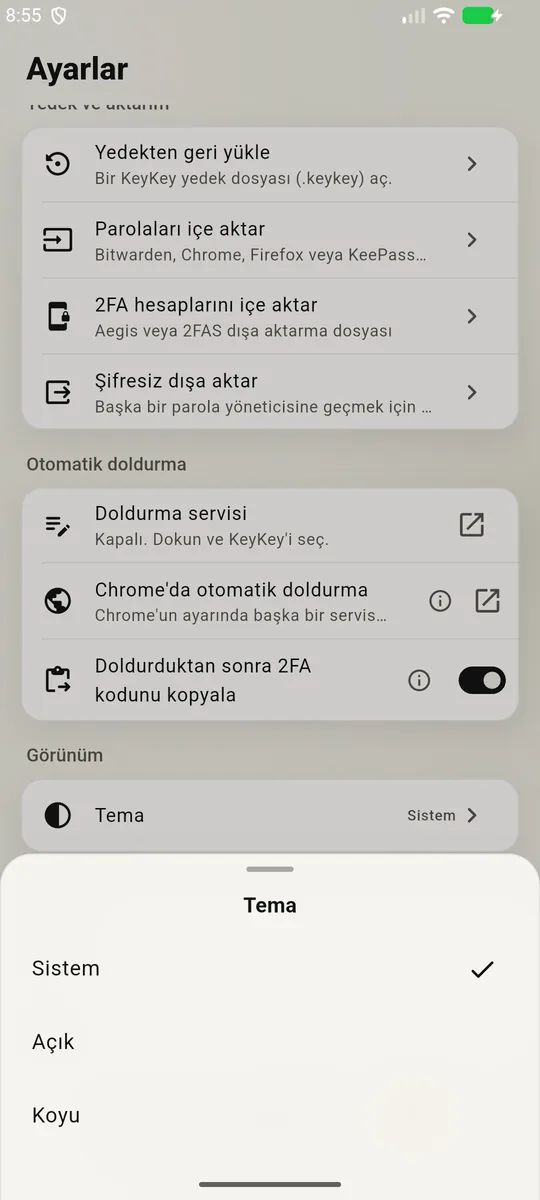 8:55
Ayarlar
Yedek ve aktarım
Yedekten geri yükle
Bir KeyKey yedek dosyası (.keykey) aç.
Parolaları içe aktar
Bitwarden, Chrome, Firefox veya KeePass…
2FA hesaplarını içe aktar
Aegis veya 2FAS dışa aktarma dosyası
Şifresiz dışa aktar
Başka bir parola yöneticisine geçmek için …
Otomatik doldurma
Doldurma servisi
Kapalı. Dokun ve KeyKey'i seç.
Chrome'da otomatik doldurma
Chrome'un ayarında başka bir servis…
Doldurduktan sonra 2FA
kodunu kopyala
Görünüm
Tema
Sistem
Tema
Sistem
Açık
Koyu